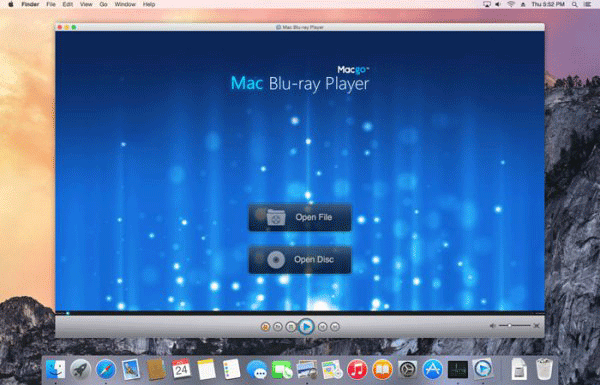 Finder File Edit View Go Window Help Thu 3:52 PM
Mac Blu-ray Player
Macgo™
Mac Blu-ray Player
Open File
Open Disc
24